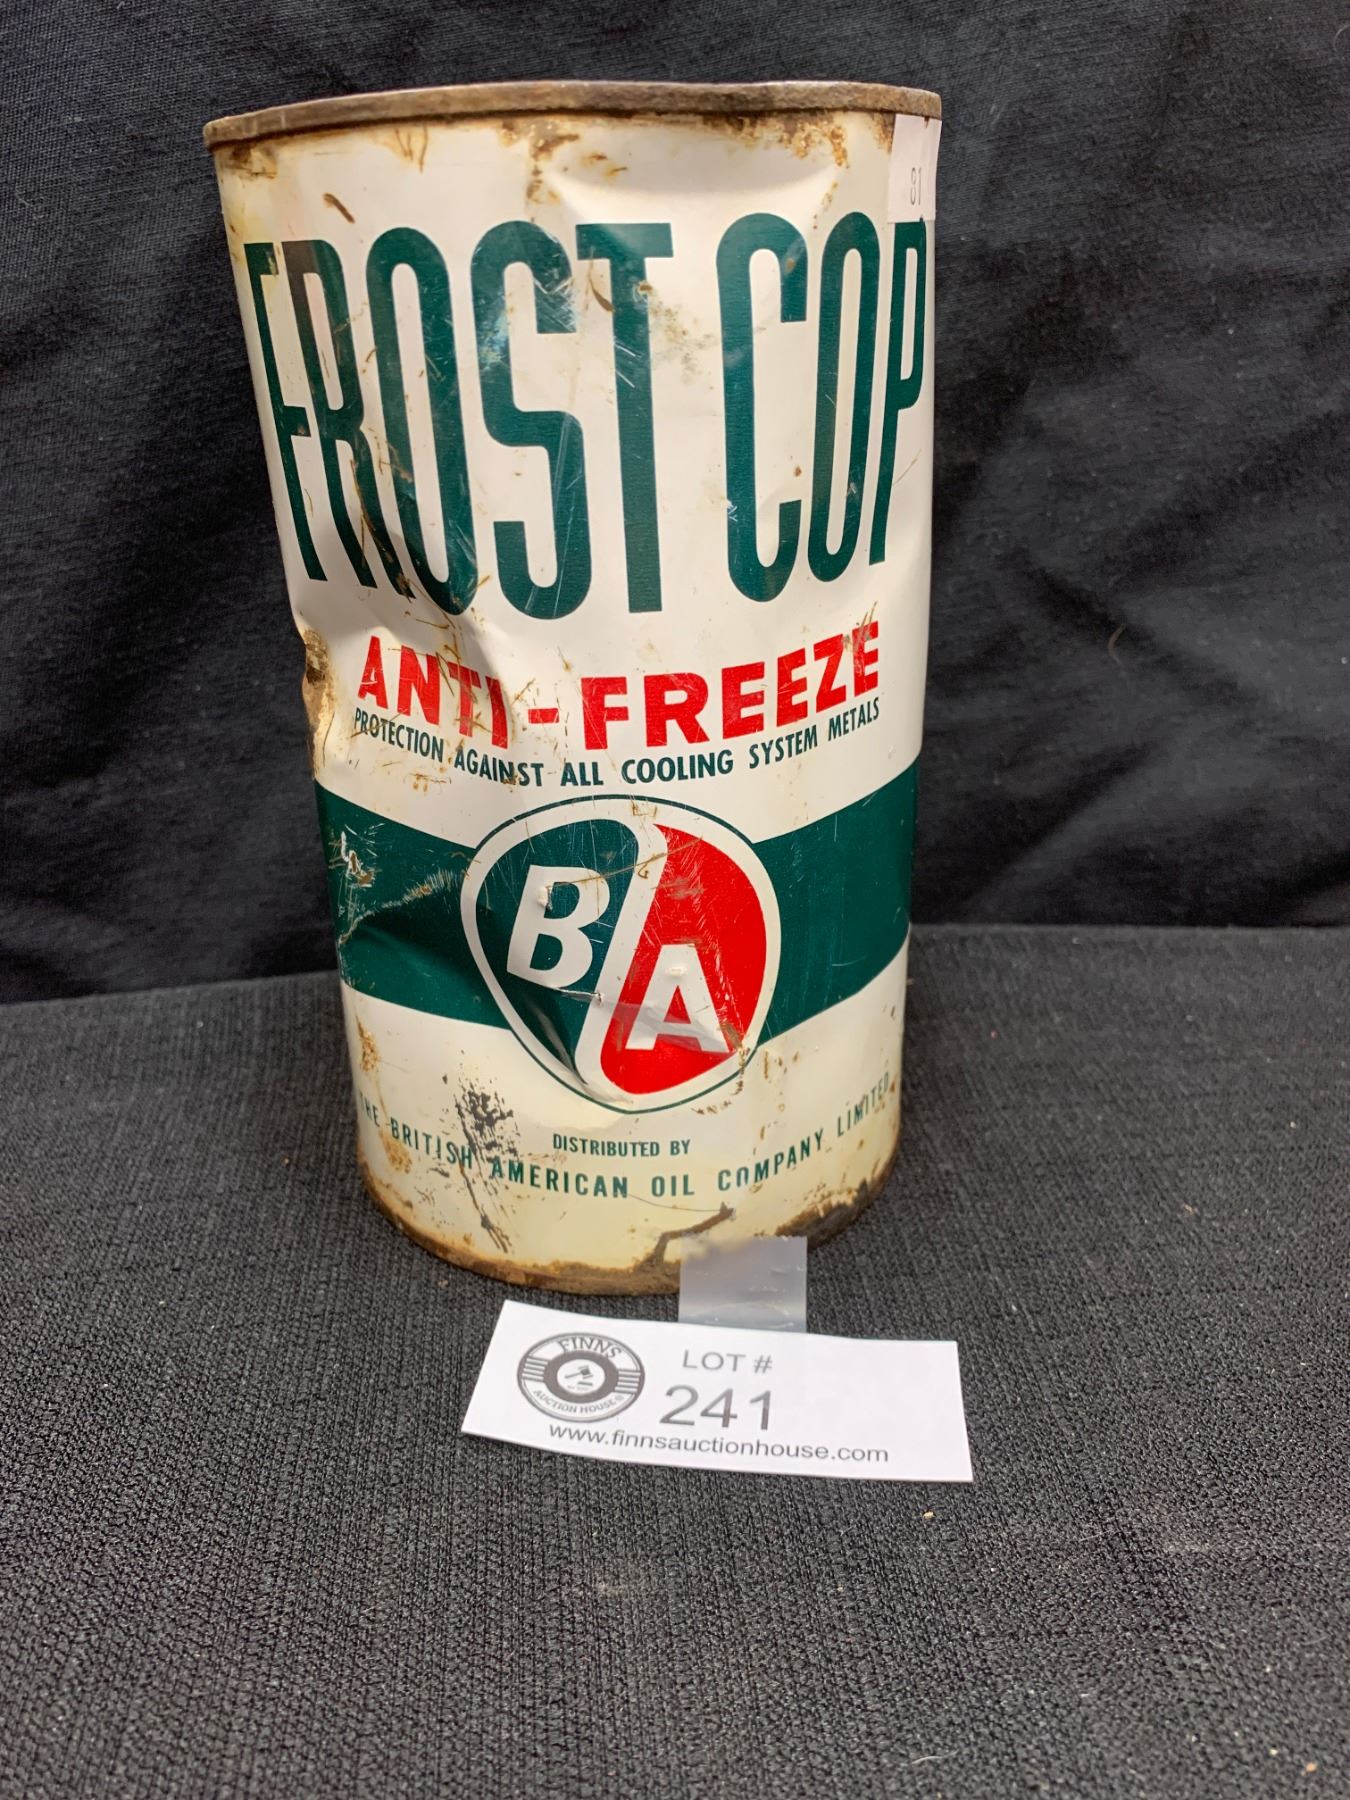 81
FROST COP
ANTI-FREEZE
PROTECTION AGAINST ALL COOLING SYSTEM METALS
B A
DISTRIBUTED BY
THE BRITISH AMERICAN OIL COMPANY LIMITED
FINNS
AUCTION HOUSE
LOT #
241
www.finnsauctionhouse.com